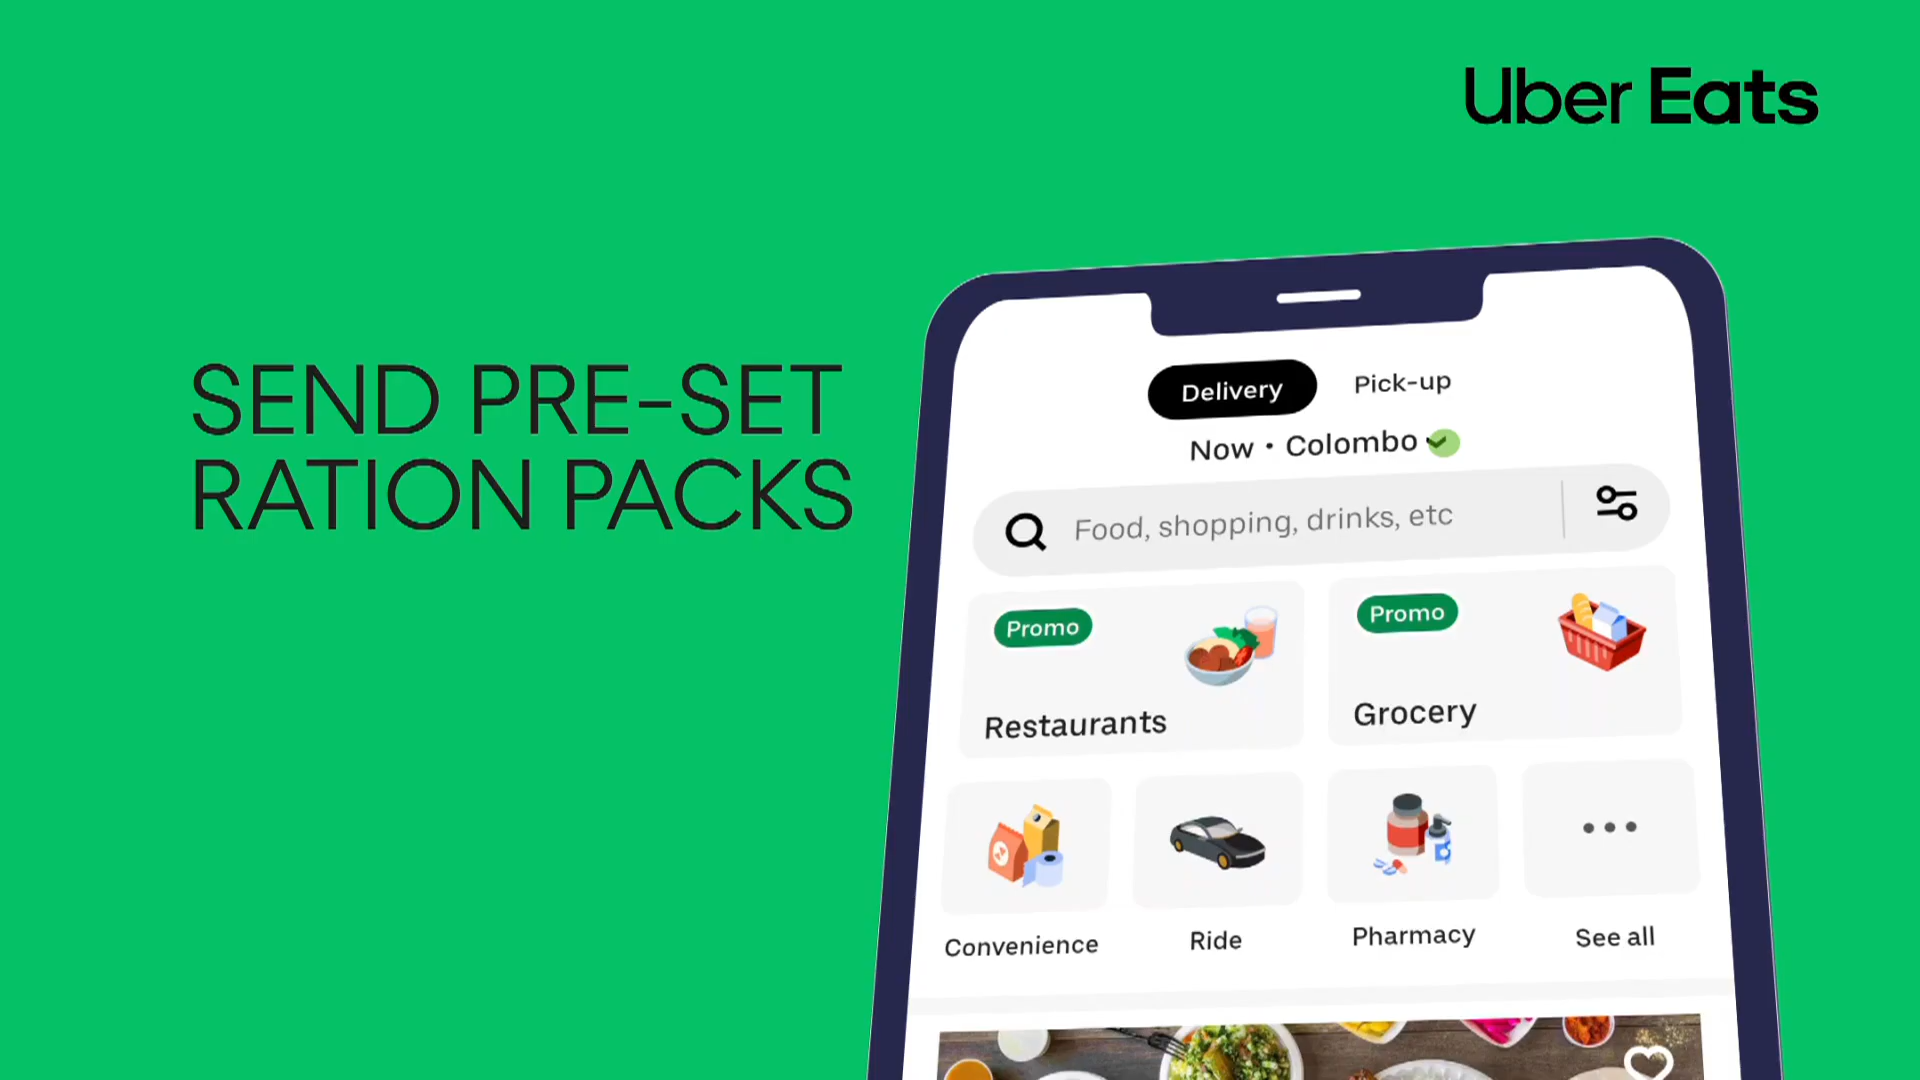 Uber Eats
SEND PRE-SET
RATION PACKS
Delivery
Pick-up
Now • Colombo
Food, shopping, drinks, etc
Promo
Promo
Restaurants
Grocery
Convenience
Ride
Pharmacy
See all